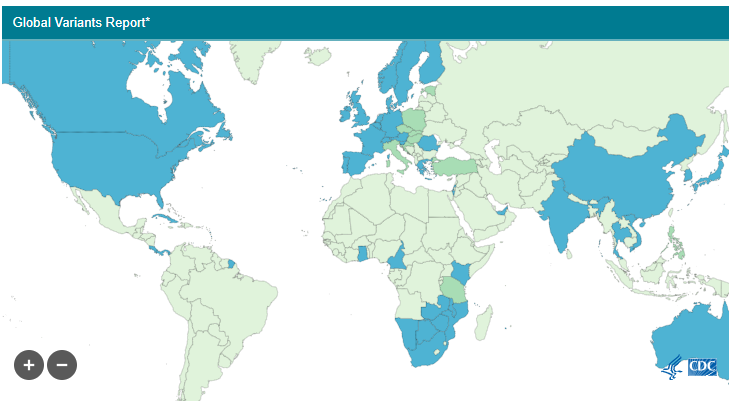 Global Variants Report*
+
−
CDC